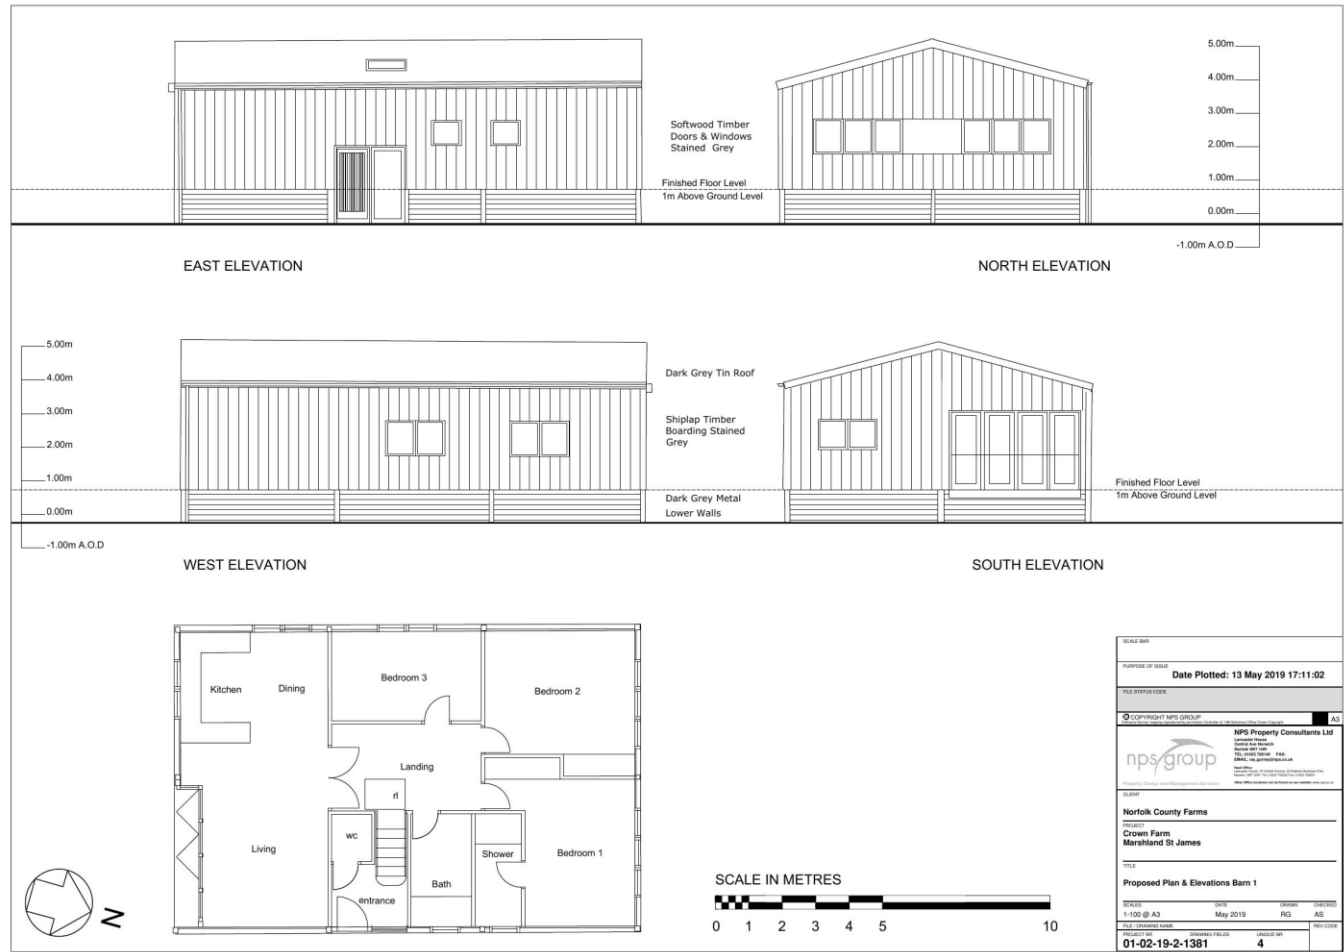 5.00m
4.00m
3.00m
2.00m
1.00m
0.00m
-1.00m A.O.D
Softwood Timber
Doors & Windows
Stained Grey
Finished Floor Level
1m Above Ground Level
EAST ELEVATION
NORTH ELEVATION
5.00m
4.00m
3.00m
2.00m
1.00m
0.00m
-1.00m A.O.D
Dark Grey Tin Roof
Shiplap Timber
Boarding Stained
Grey
Dark Grey Metal
Lower Walls
Finished Floor Level
1m Above Ground Level
WEST ELEVATION
SOUTH ELEVATION
Kitchen
Dining
Bedroom 3
Bedroom 2
Landing
rl
wc
Living
Shower
Bedroom 1
Bath
entrance
N
SCALE IN METRES
0 1 2 3 4 5 10
SCALE BAR
PURPOSE OF ISSUE
Date Plotted: 13 May 2019 17:11:02
FILE STATUS CODE
© COPYRIGHT NPS GROUP
A3
nps group
Property Design and Management Services
NPS Property Consultants Ltd
Lancaster House
CLIENT
Norfolk County Farms
PROJECT
Crown Farm
Marshland St James
TITLE
Proposed Plan & Elevations Barn 1
SCALES DATE DRAWN CHECKED
1-100 @ A3 May 2019 RG AS
FILE / DRAWING NAME REV CODE
PROJECT NR DRAWING FIELDS UNIQUE NR
01-02-19-2-1381 4